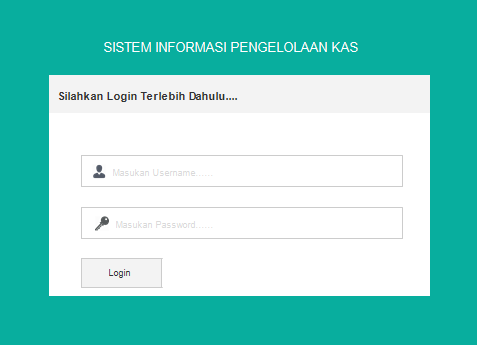 SISTEM INFORMASI PENGELOLAAN KAS
Silahkan Login Terlebih Dahulu....
Masukan Username......
Masukan Password......
Login